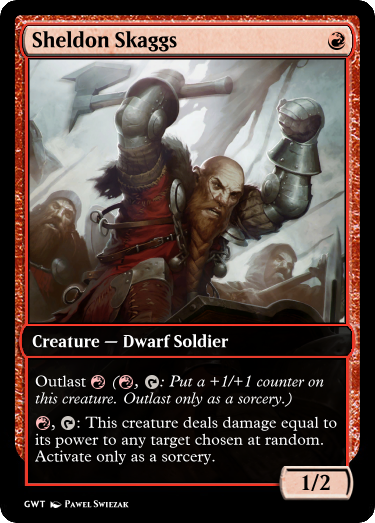 Sheldon Skaggs
Creature — Dwarf Soldier
Outlast (, : Put a +1/+1 counter on
this creature. Outlast only as a sorcery.)
, : This creature deals damage equal to
its power to any target chosen at random.
Activate only as a sorcery.
1/2
GWT Pawel Swiezak